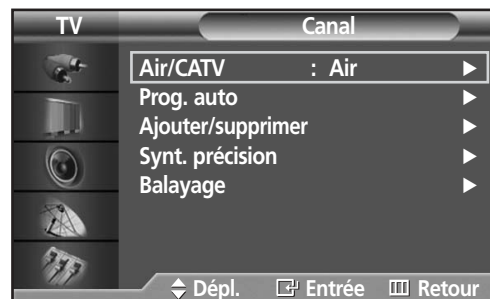 TV Canal
Air/CATV : Air
Prog. auto
Ajouter/supprimer
Synt. précision
Balayage
Dépl. Entrée Retour